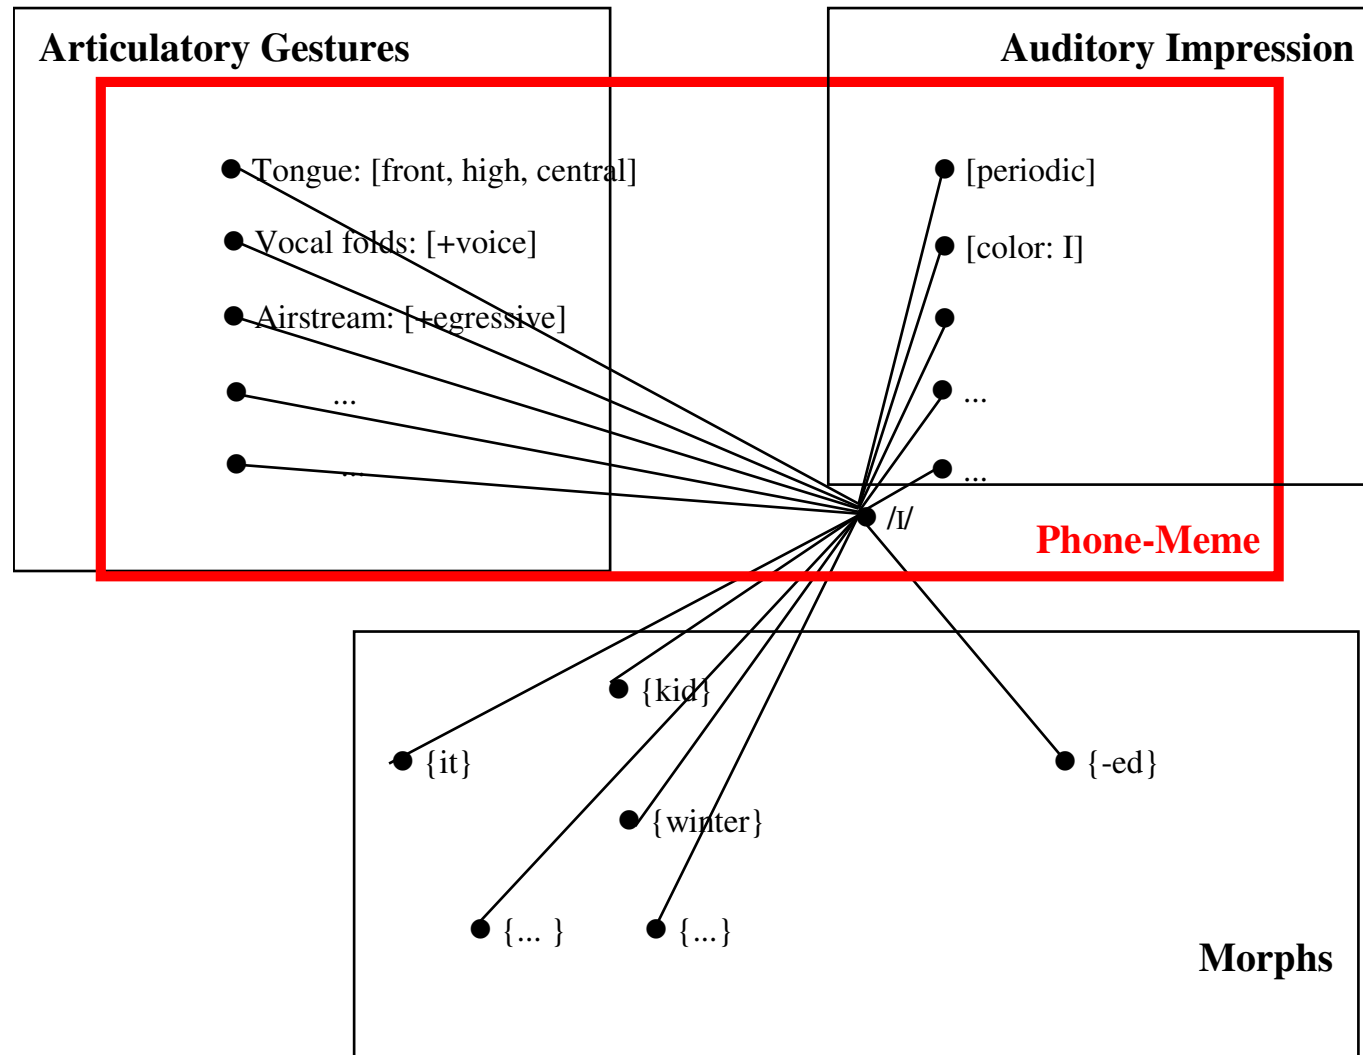 Articulatory Gestures
Auditory Impression
Tongue: [front, high, central]
[periodic]
Vocal folds: [+voice]
[color: I]
Airstream: [+egressive]
...
...
...
...
/I/
Phone-Meme
{kid}
{it}
{-ed}
{winter}
{... }
{...}
Morphs